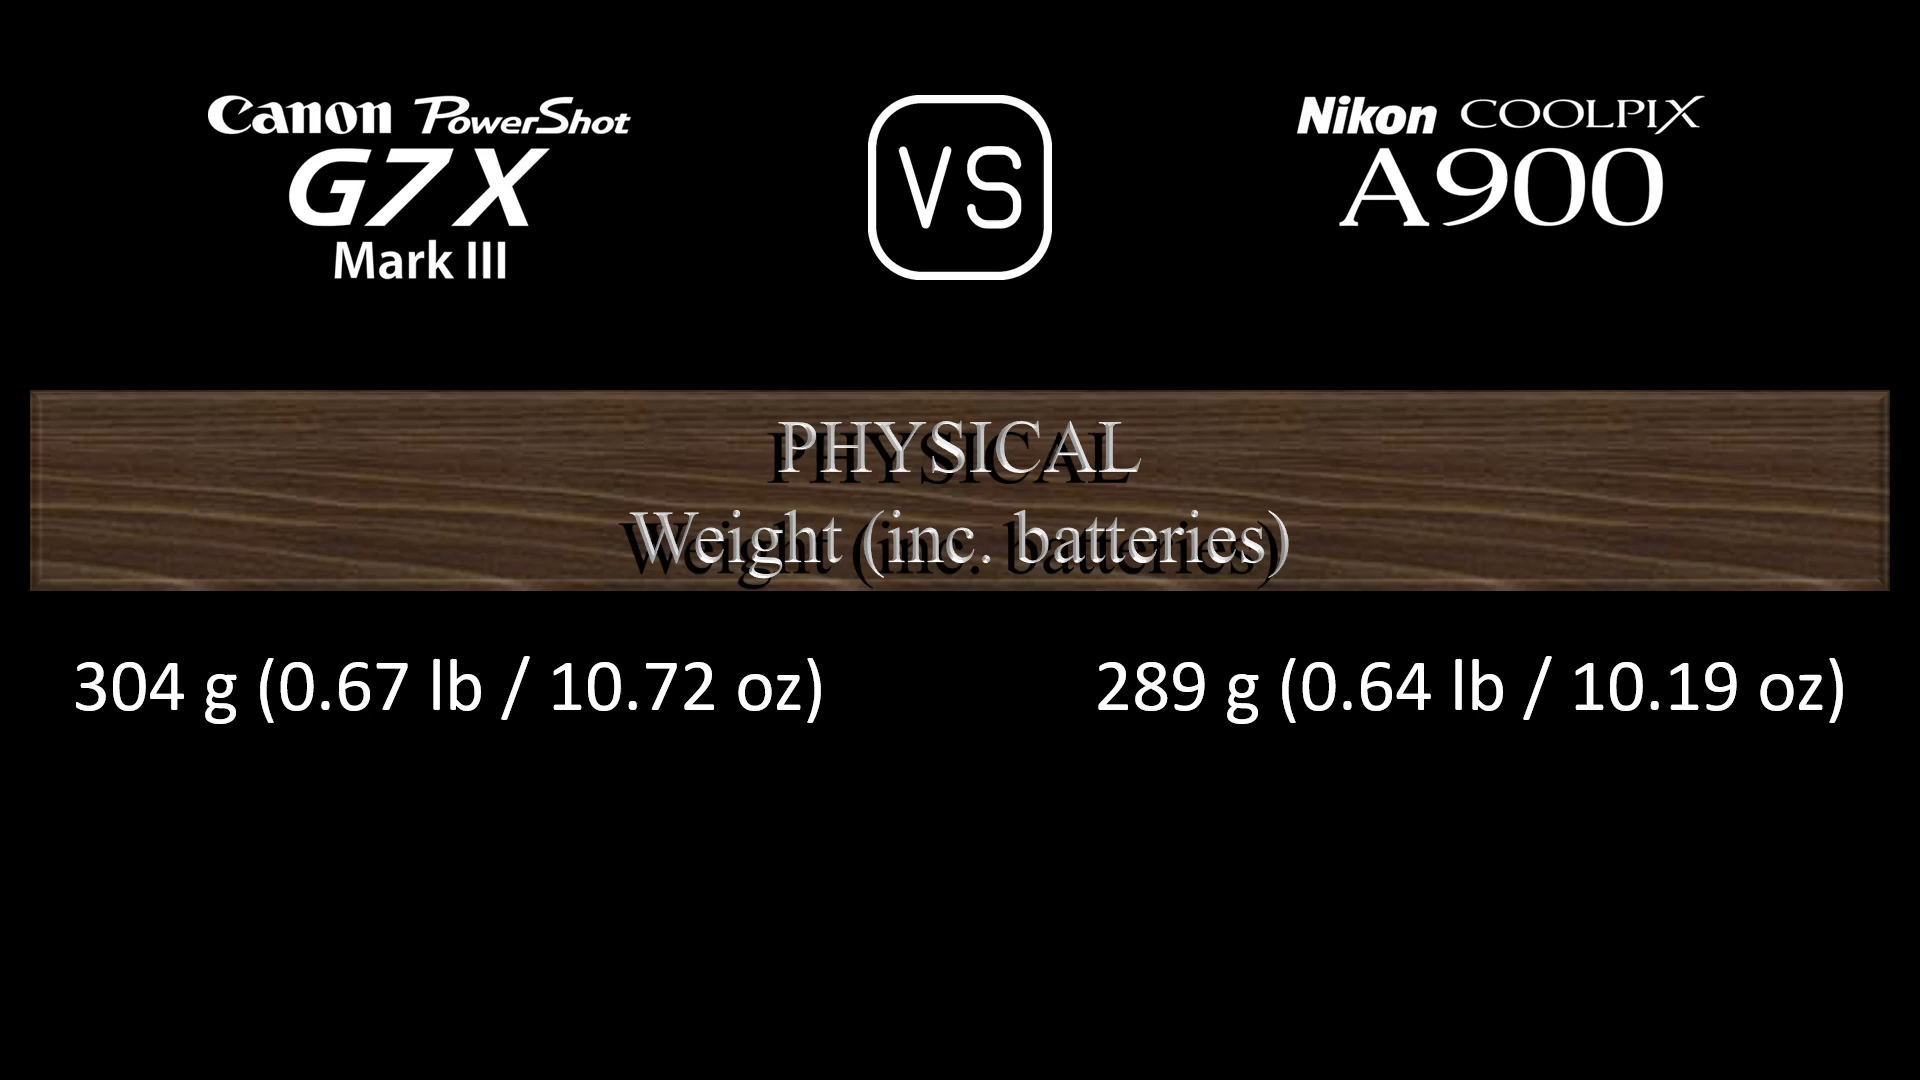 Canon PowerShot
G7 X
Mark III
VS
Nikon COOLPIX
A900
PHYSICAL
Weight (inc. batteries)
304 g (0.67 lb / 10.72 oz)
289 g (0.64 lb / 10.19 oz)